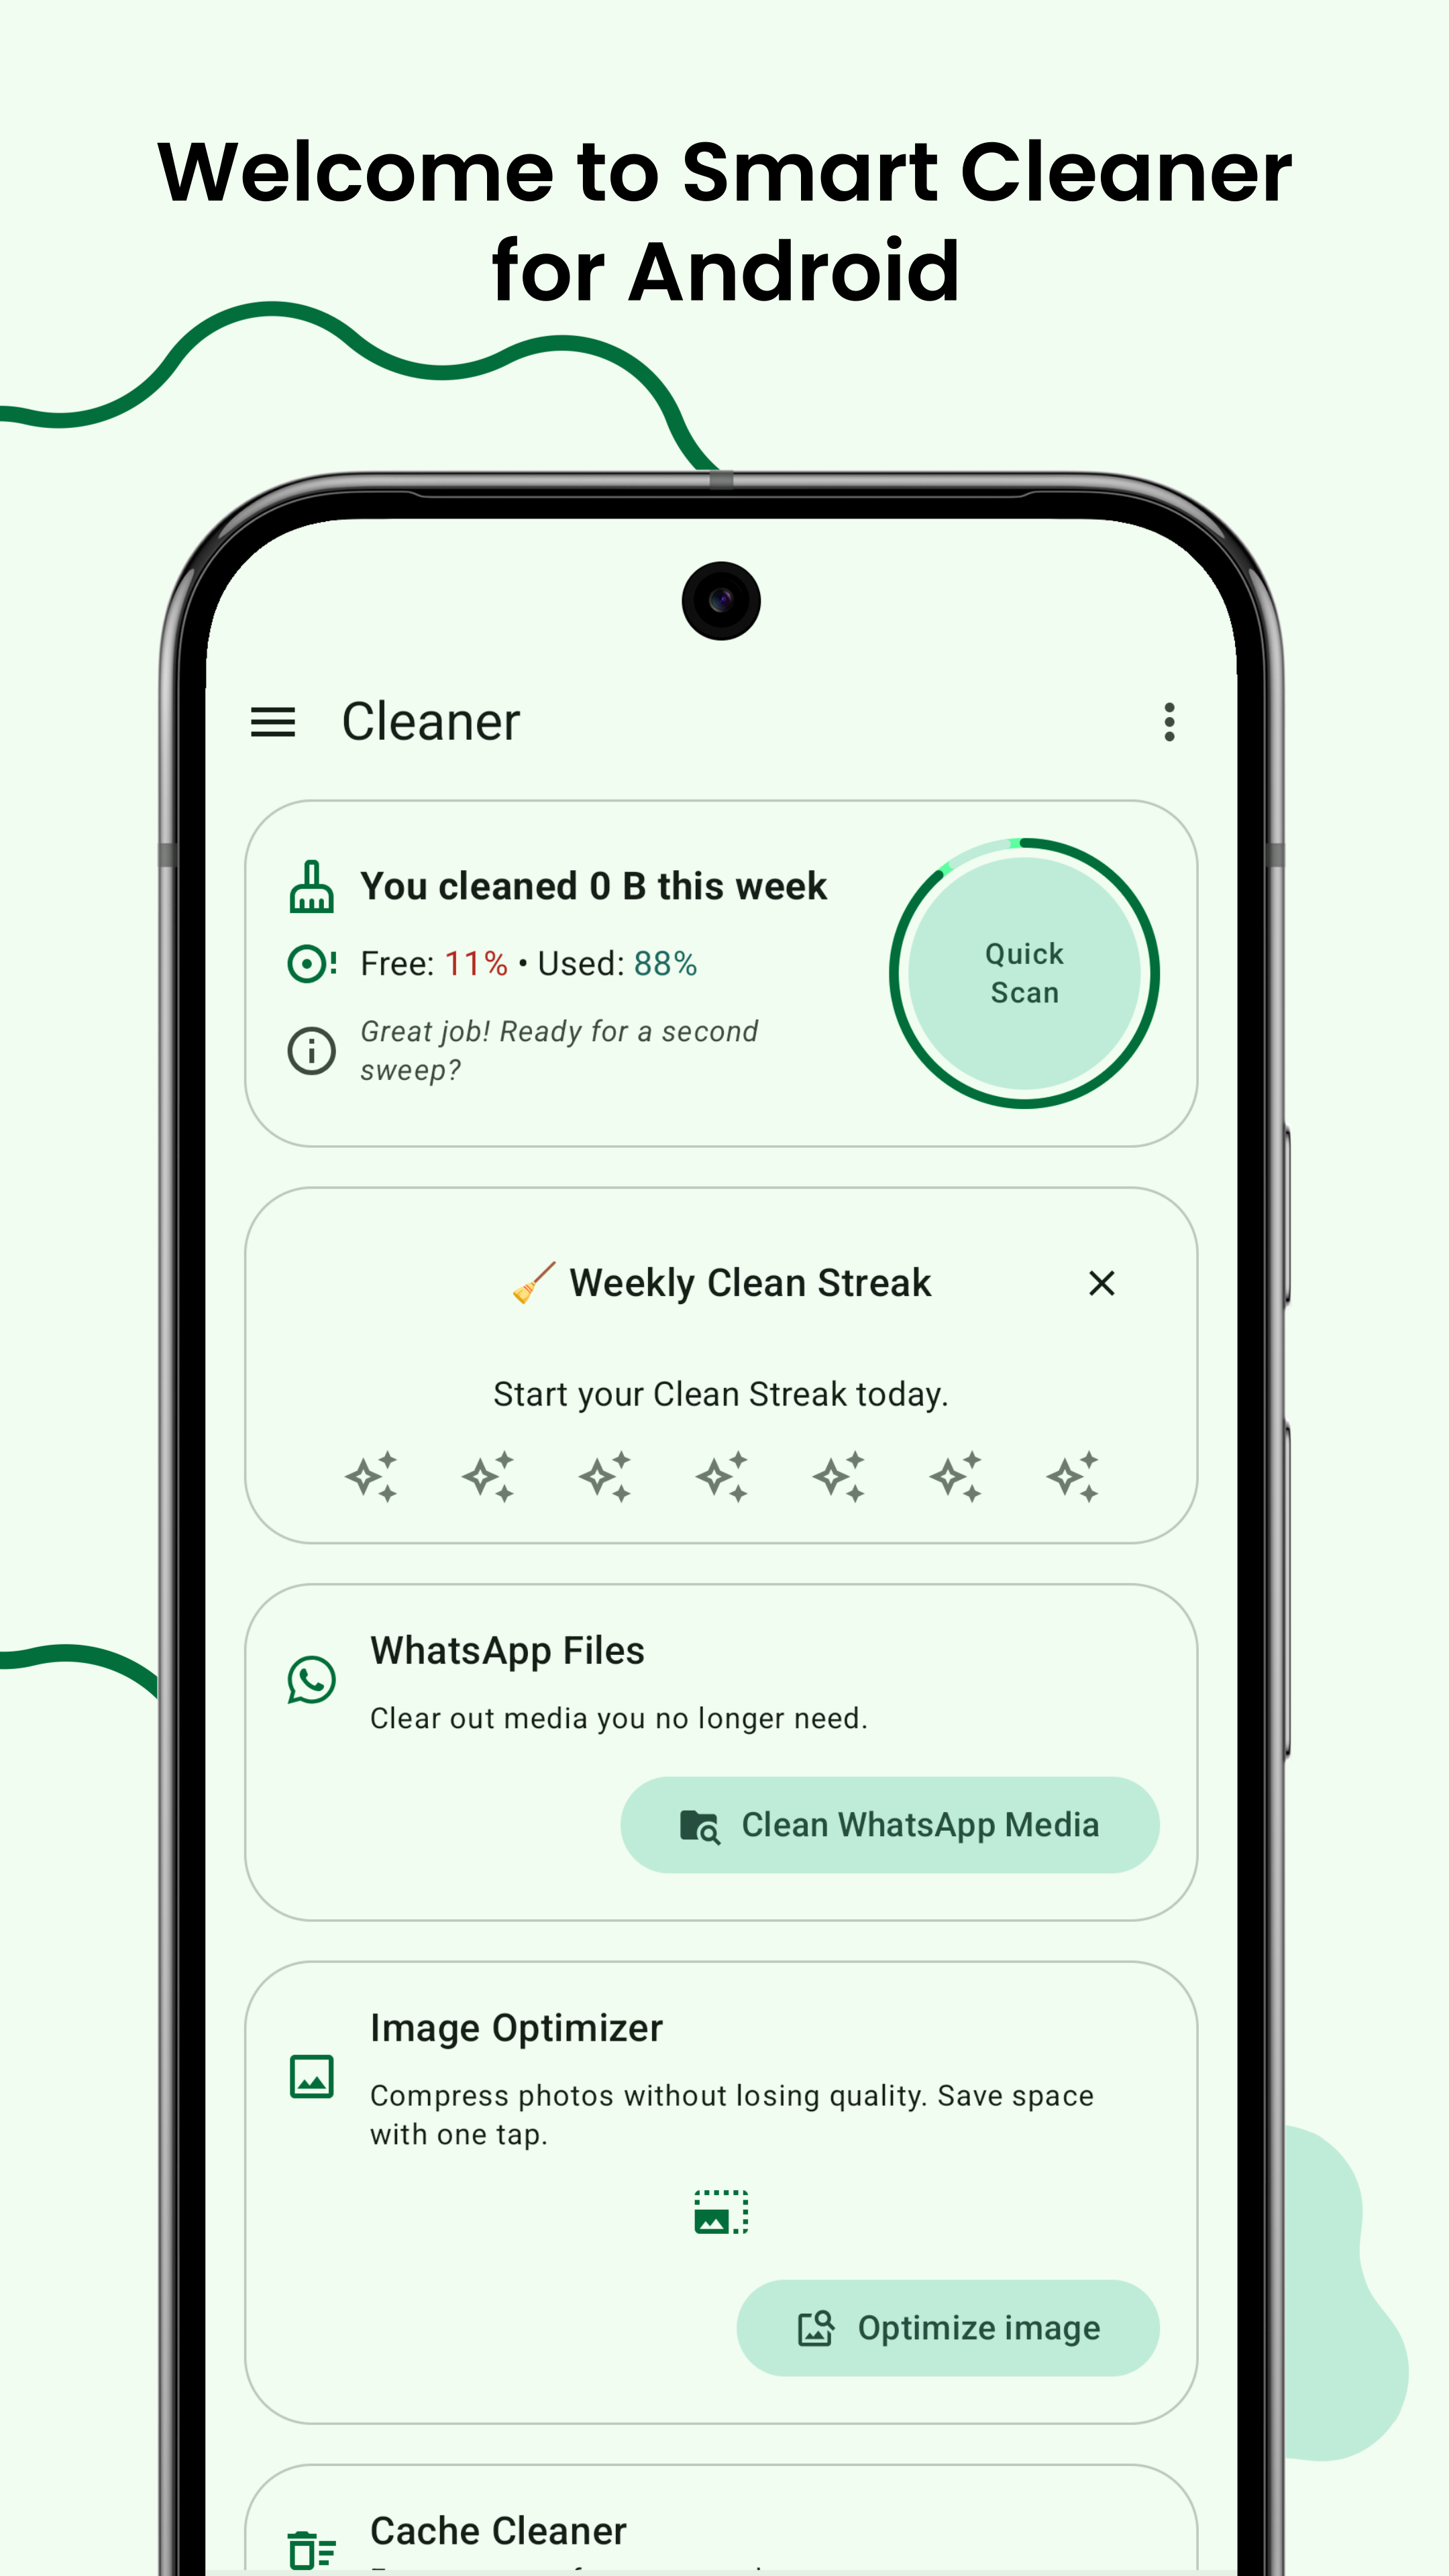 Welcome to Smart Cleaner
for Android
Cleaner
You cleaned 0 B this week
Free: 11% • Used: 88%
Great job! Ready for a second
sweep?
Quick
Scan
🧹 Weekly Clean Streak
Start your Clean Streak today.
WhatsApp Files
Clear out media you no longer need.
Clean WhatsApp Media
Image Optimizer
Compress photos without losing quality. Save space
with one tap.
Optimize image
Cache Cleaner